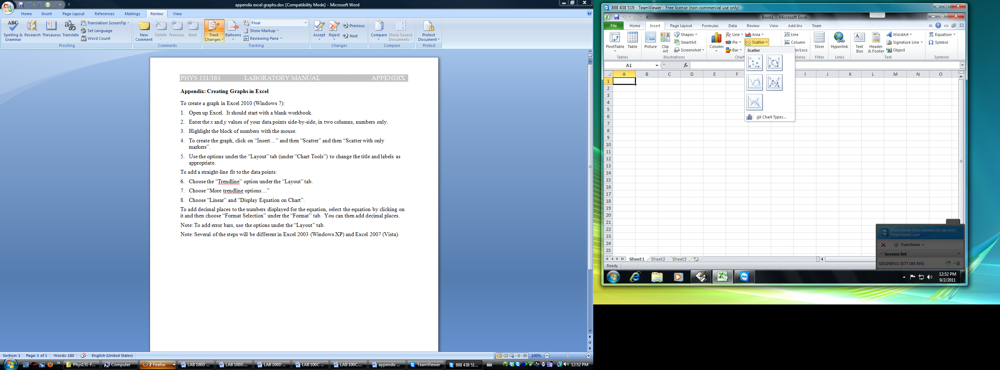 appendix excel graphs.doc [Compatibility Mode] - Microsoft Word
Home Insert Page Layout References Mailings Review View
Spelling & Grammar Research Thesaurus Translate Translation ScreenTip
Set Language
Word Count
Proofing
New Comment Delete Previous Next
Comments
Track Changes Balloons Final
Show Markup
Reviewing Pane
Tracking
Accept Reject Previous
Next
Changes
Compare Show Source Documents
Compare
Protect Document
Protect
PHYS 131/161 LABORATORY MANUAL APPENDIX
Appendix: Creating Graphs in Excel
To create a graph in Excel 2010 (Windows 7):
1. Open up Excel. It should start with a blank workbook.
2. Enter the x and y values of your data points side-by-side, in two columns, numbers only.
3. Highlight the block of numbers with the mouse.
4. To create the graph, click on “Insert…” and then “Scatter” and then “Scatter with only
markers”.
5. Use the options under the “Layout” tab (under “Chart Tools”) to change the title and labels as
appropriate.
To add a straight-line fit to the data points:
6. Choose the “Trendline” option under the “Layout” tab.
7. Choose “More trendline options…”
8. Choose “Linear” and “Display Equation on Chart”.
To add decimal places to the numbers displayed for the equation, select the equation by clicking on
it and then choose “Format Selection” under the “Format” tab. You can then add decimal places.
Note: To add error bars, use the options under the “Layout” tab.
Note: Several of the steps will be different in Excel 2003 (Windows XP) and Excel 2007 (Vista).
Section: 1 Page: 1 of 1 Words: 180 English (United States) 100%
Phys131-F... Computer 2 Firefox LAB 100D ... LAB 100D.... LAB 100D ... LAB 100C ... LAB 100C.... appendix ... TeamViewer 888 438 51... 12:52 PM
888 438 519 - TeamViewer - Free license (non-commercial use only)
Book1 - Microsoft Excel
File Home Insert Page Layout Formulas Data Review View Add-Ins Team
PivotTable Table
Tables
Picture Clip Art Shapes
SmartArt
Screenshot
Illustrations
Column Line Area
Pie Scatter
Bar
Chart
Line
Column
in/Loss
klines
Slicer
Filter
Hyperlink
Links
Text Box Header & Footer WordArt
Signature Line
Object
Text
Equation
Symbol
Symbols
Scatter
All Chart Types...
A1 fx
A B C D E F I J K L M N O
1
2
3
4
5
6
7
8
9
10
11
12
13
14
15
16
17
18
19
20
21
22
23
24
25
Sheet1 Sheet2 Sheet3
Ready
Free license (non-commercial use only)
TeamViewer.com
Functions
Session list
GESSNER03 (677 085 895)
12:52 PM
9/2/2011